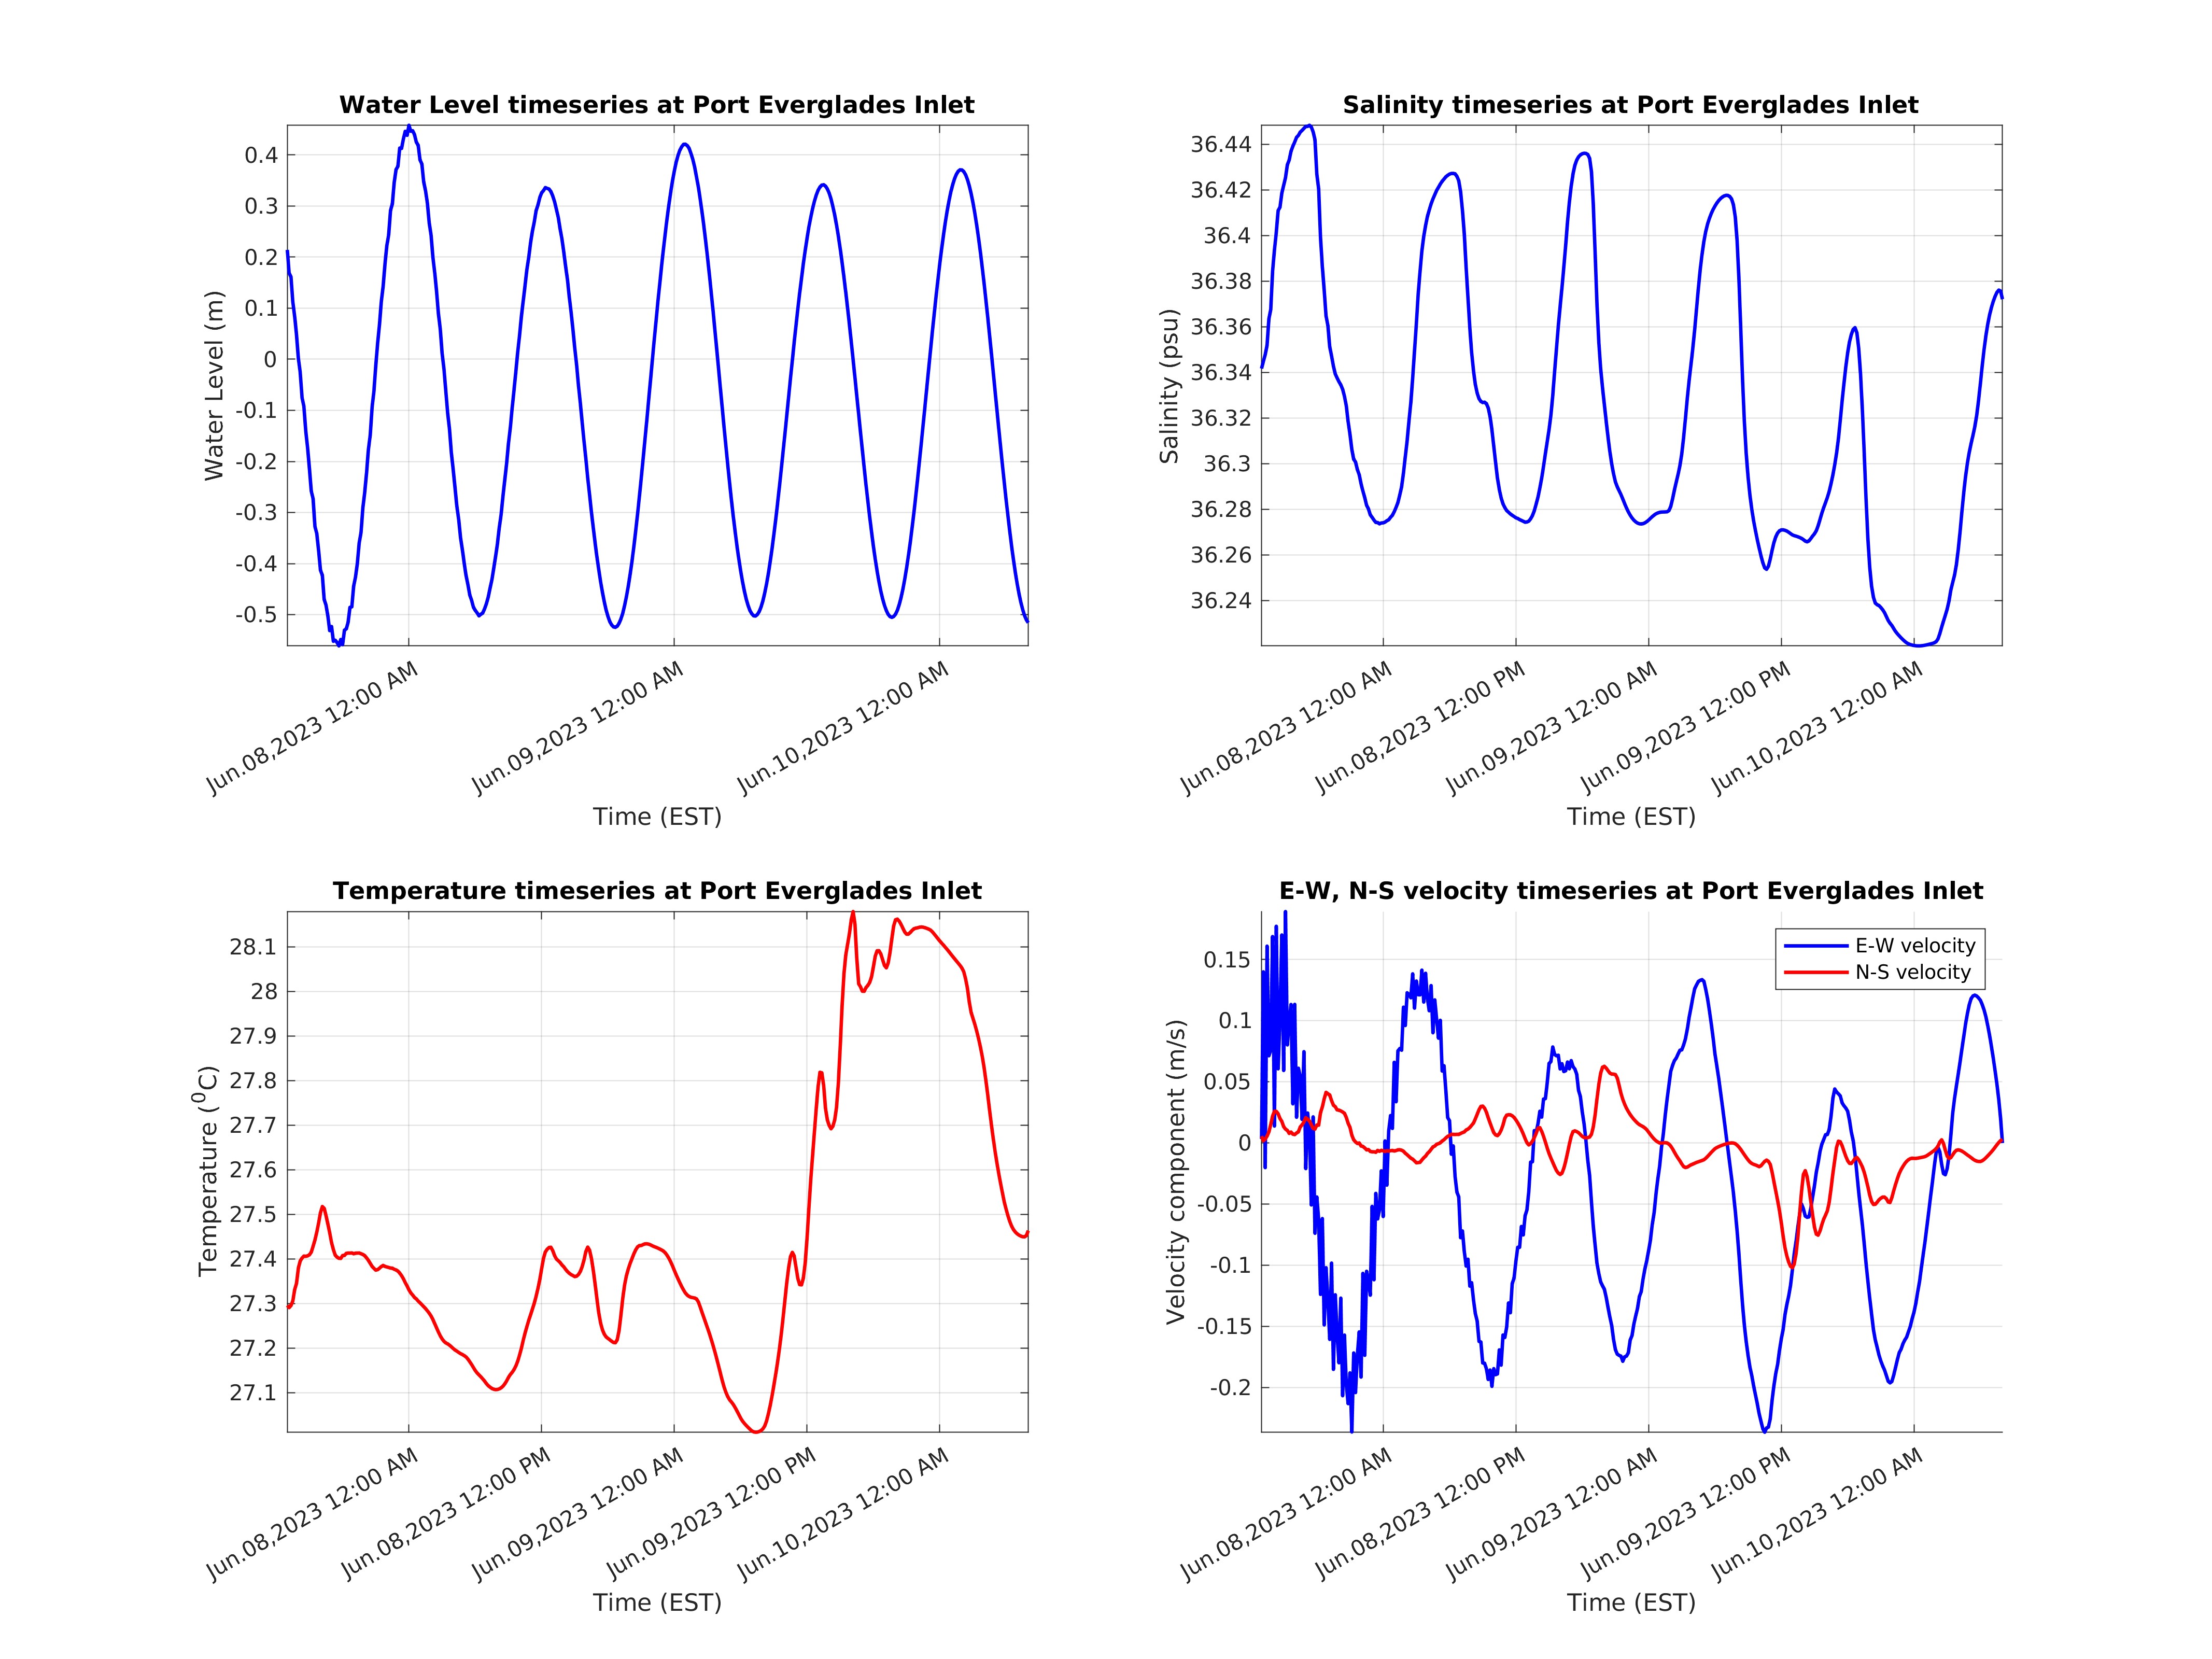 Water Level timeseries at Port Everglades Inlet
0.4
0.3
0.2
0.1
0
-0.1
-0.2
-0.3
-0.4
-0.5
Water Level (m)
Jun.08,2023 12:00 AM
Jun.09,2023 12:00 AM
Jun.10,2023 12:00 AM
Time (EST)
Salinity timeseries at Port Everglades Inlet
36.44
36.42
36.4
36.38
36.36
36.34
36.32
36.3
36.28
36.26
36.24
Salinity (psu)
Jun.08,2023 12:00 AM
Jun.08,2023 12:00 PM
Jun.09,2023 12:00 AM
Jun.09,2023 12:00 PM
Jun.10,2023 12:00 AM
Time (EST)
Temperature timeseries at Port Everglades Inlet
28.1
28
27.9
27.8
27.7
27.6
27.5
27.4
27.3
27.2
27.1
Temperature (⁰C)
Jun.08,2023 12:00 AM
Jun.08,2023 12:00 PM
Jun.09,2023 12:00 AM
Jun.09,2023 12:00 PM
Jun.10,2023 12:00 AM
Time (EST)
E-W, N-S velocity timeseries at Port Everglades Inlet
E-W velocity
N-S velocity
0.15
0.1
0.05
0
-0.05
-0.1
-0.15
-0.2
Velocity component (m/s)
Jun.08,2023 12:00 AM
Jun.08,2023 12:00 PM
Jun.09,2023 12:00 AM
Jun.09,2023 12:00 PM
Jun.10,2023 12:00 AM
Time (EST)